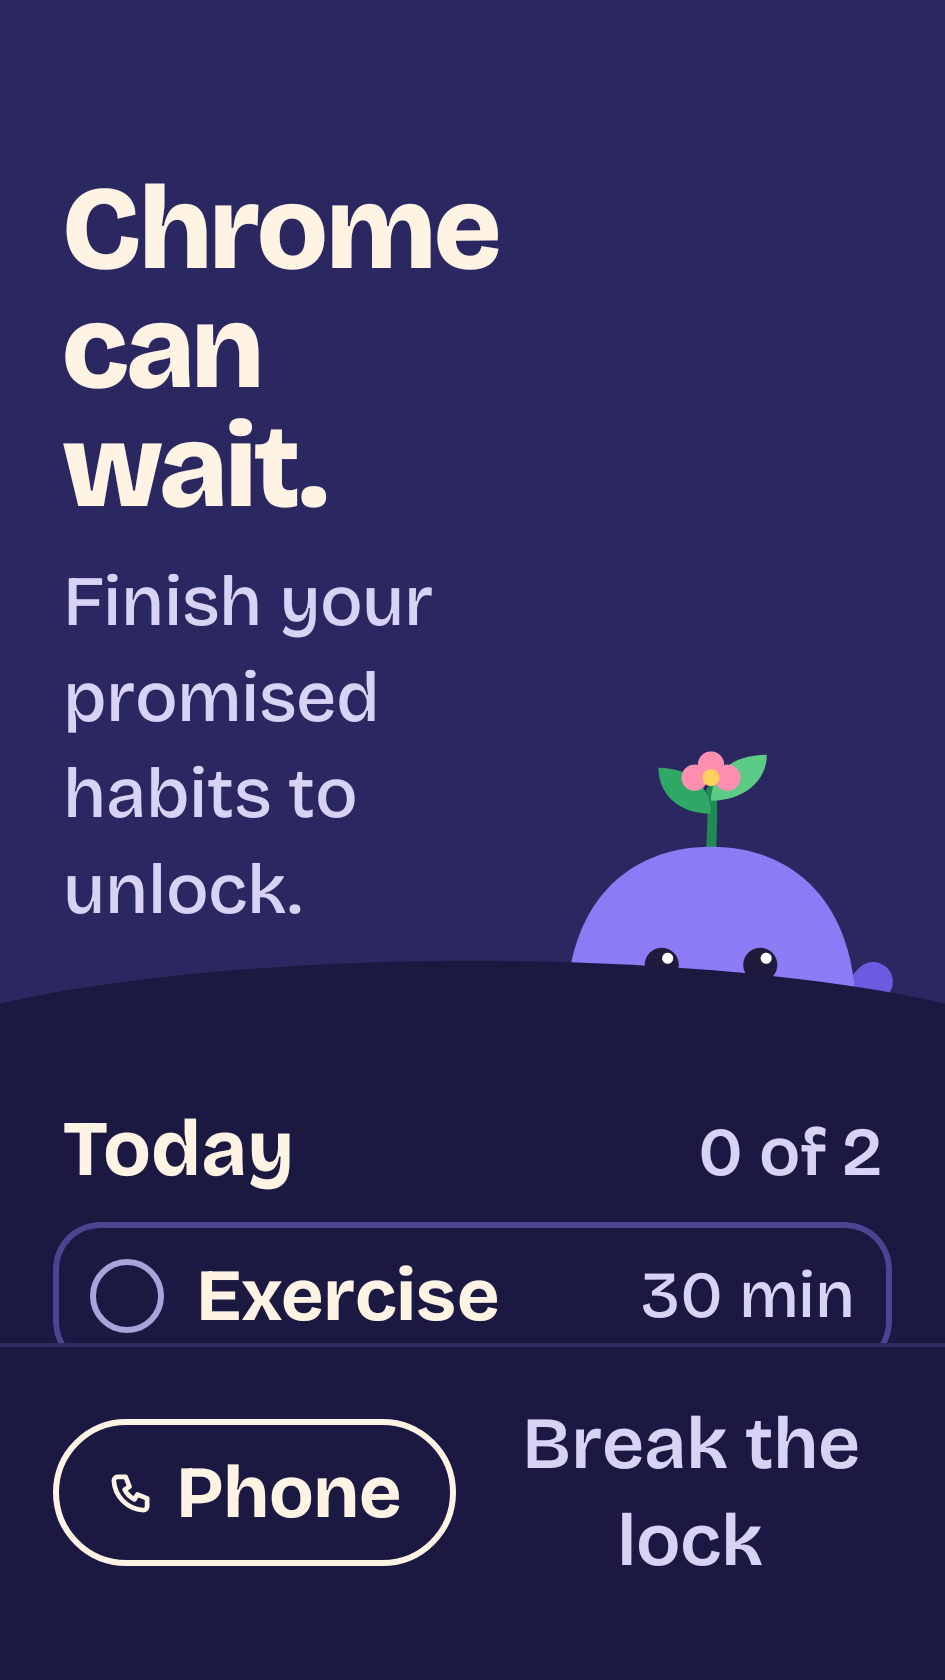 Chrome
can
wait.
Finish your
promised
habits to
unlock.
Today
0 of 2
Exercise
30 min
Phone
Break the
lock